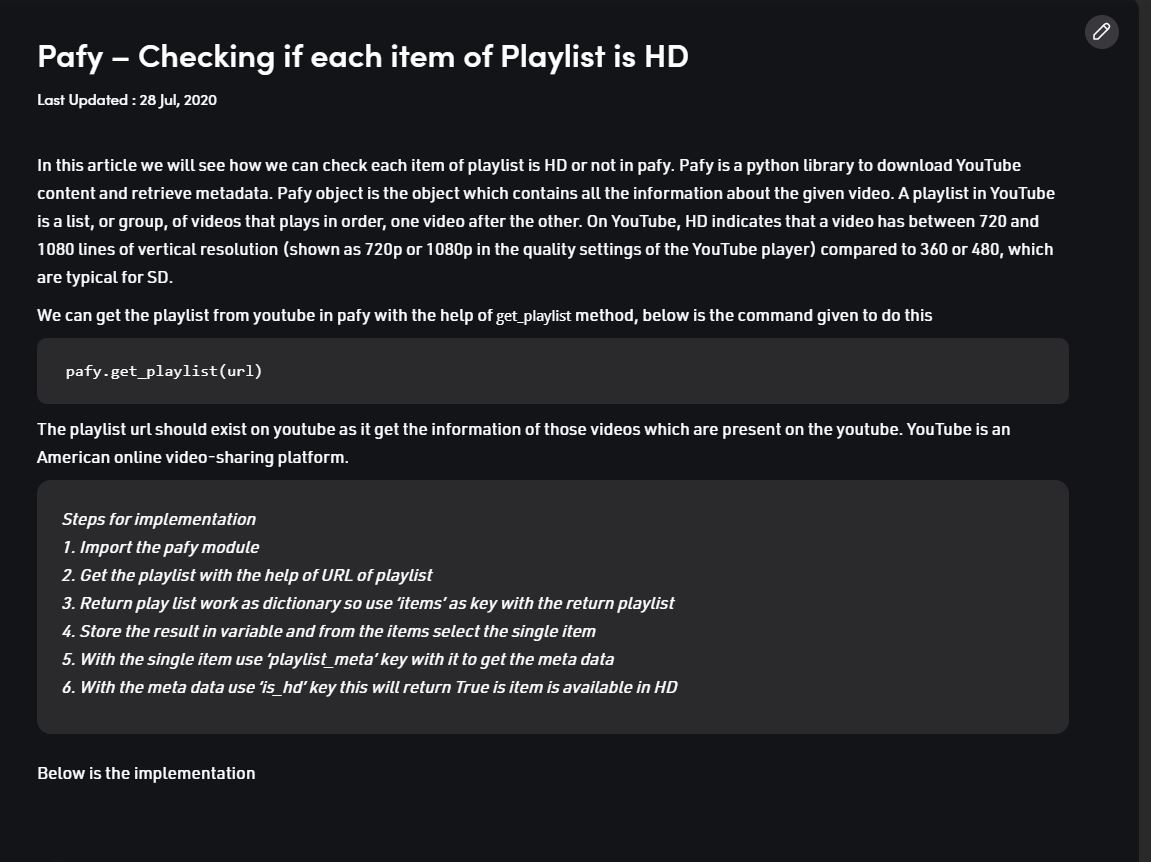 Pafy – Checking if each item of Playlist is HD
Last Updated : 28 Jul, 2020
In this article we will see how we can check each item of playlist is HD or not in pafy. Pafy is a python library to download YouTube
content and retrieve metadata. Pafy object is the object which contains all the information about the given video. A playlist in YouTube
is a list, or group, of videos that plays in order, one video after the other. On YouTube, HD indicates that a video has between 720 and
1080 lines of vertical resolution (shown as 720p or 1080p in the quality settings of the YouTube player) compared to 360 or 480, which
are typical for SD.
We can get the playlist from youtube in pafy with the help of get_playlist method, below is the command given to do this
pafy.get_playlist(url)
The playlist url should exist on youtube as it get the information of those videos which are present on the youtube. YouTube is an
American online video-sharing platform.
Steps for implementation
1. Import the pafy module
2. Get the playlist with the help of URL of playlist
3. Return play list work as dictionary so use ‘items’ as key with the return playlist
4. Store the result in variable and from the items select the single item
5. With the single item use ‘playlist_meta’ key with it to get the meta data
6. With the meta data use ‘is_hd’ key this will return True is item is available in HD
Below is the implementation